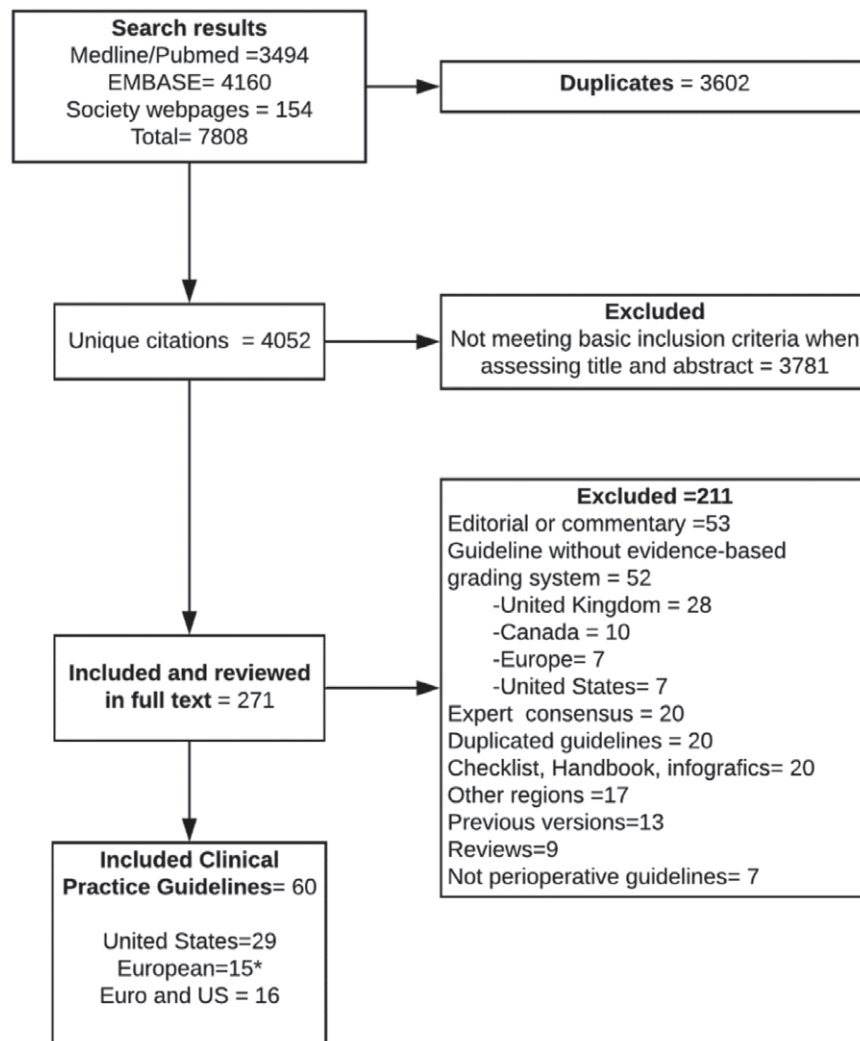 Search results
Medline/Pubmed =3494
EMBASE= 4160
Society webpages = 154
Total= 7808
Duplicates = 3602
Unique citations = 4052
Excluded
Not meeting basic inclusion criteria when
assessing title and abstract = 3781
Included and reviewed
in full text = 271
Excluded =211
Editorial or commentary =53
Guideline without evidence-based
grading system = 52
-United Kingdom = 28
-Canada = 10
-Europe= 7
-United States= 7
Expert consensus = 20
Duplicated guidelines = 20
Checklist, Handbook, infografics= 20
Other regions =17
Previous versions=13
Reviews=9
Not perioperative guidelines= 7
Included Clinical
Practice Guidelines= 60
United States=29
European=15*
Euro and US = 16